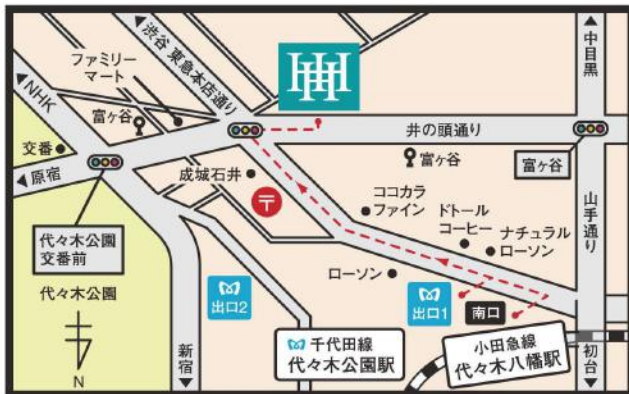 渋谷 東急本店通り
ファミリー
マート
NHK
富ヶ谷
交番
原宿
HH
井の頭通り
中目黒
富ヶ谷
富ヶ谷
成城石井
〒
ココカラ
ファイン
ドトール
コーヒー
ナチュラル
ローソン
山手通り
代々木公園
交番前
代々木公園
N
ローソン
出口2
出口1
南口
新宿
千代田線
代々木公園駅
小田急線
代々木八幡駅
初台